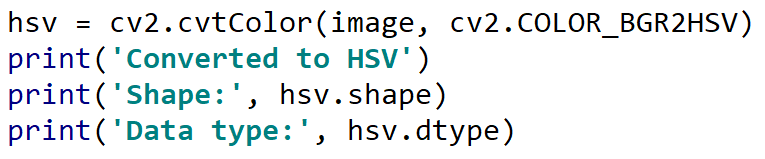 hsv = cv2.cvtColor(image, cv2.COLOR_BGR2HSV)
print('Converted to HSV')
print('Shape:', hsv.shape)
print('Data type:', hsv.dtype)